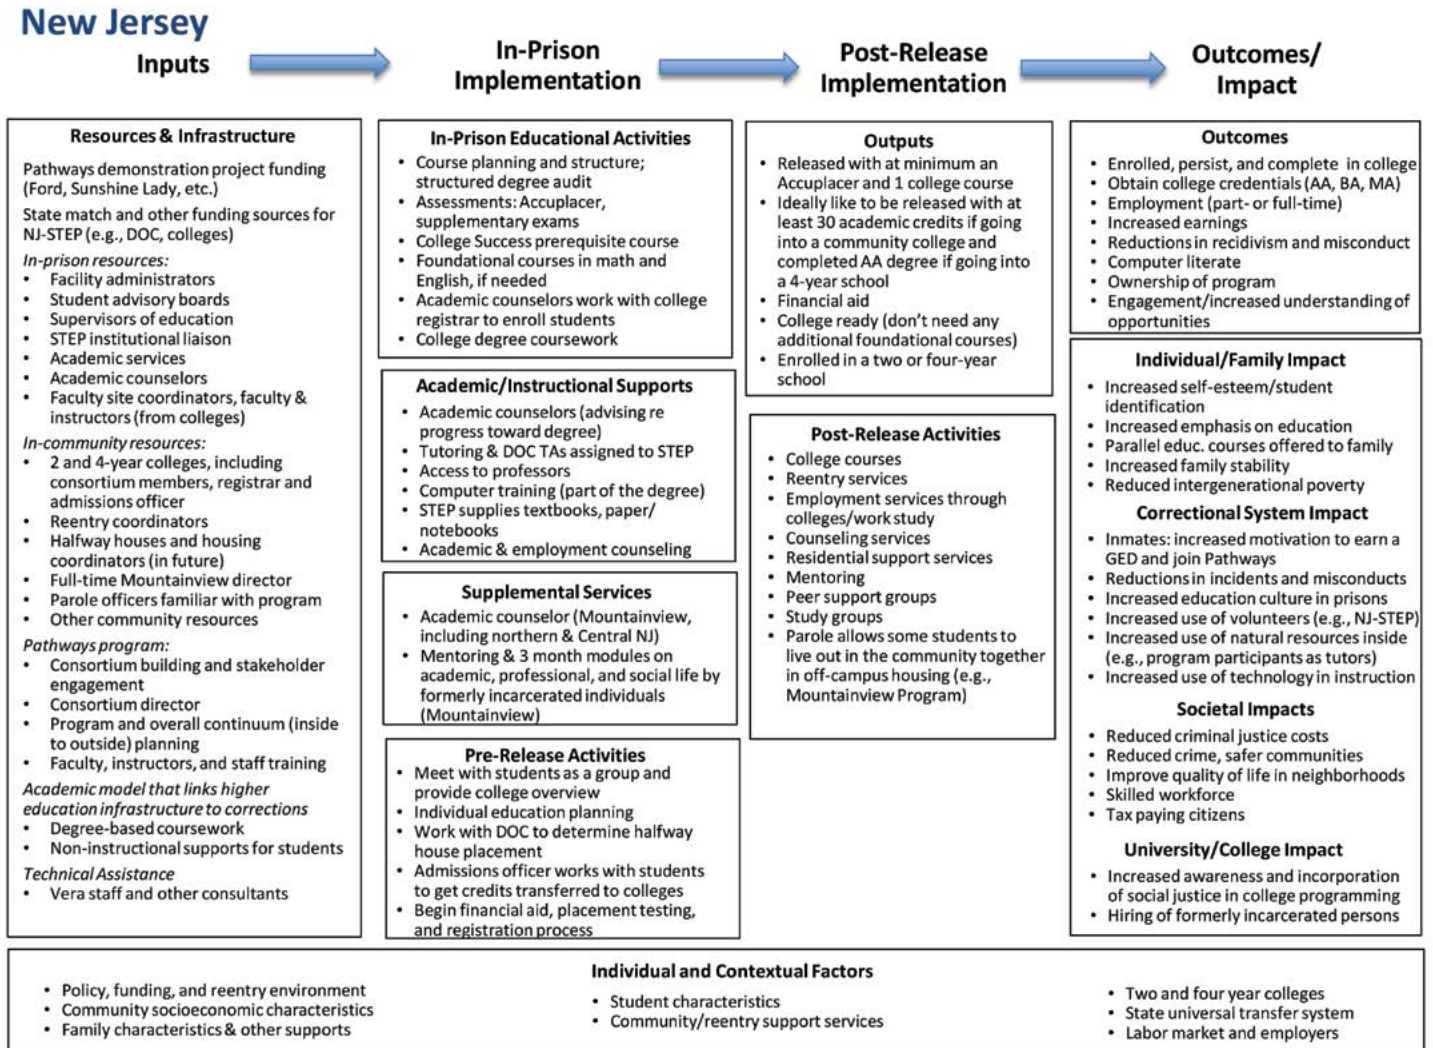 New Jersey
Inputs
In-Prison
Implementation
Post-Release
Implementation
Outcomes/
Impact
Resources & Infrastructure
Pathways demonstration project funding
(Ford, Sunshine Lady, etc.)
State match and other funding sources for
NJ-STEP (e.g., DOC, colleges)
In-prison resources:
• Facility administrators
• Student advisory boards
• Supervisors of education
• STEP institutional liaison
• Academic services
• Academic counselors
• Faculty site coordinators, faculty &
instructors (from colleges)
In-community resources:
• 2 and 4-year colleges, including
consortium members, registrar and
admissions officer
• Reentry coordinators
• Halfway houses and housing
coordinators (in future)
• Full-time Mountainview director
• Parole officers familiar with program
• Other community resources
Pathways program:
• Consortium building and stakeholder
engagement
• Consortium director
• Program and overall continuum (inside
to outside) planning
• Faculty, instructors, and staff training
Academic model that links higher
education infrastructure to corrections
• Degree-based coursework
• Non-instructional supports for students
Technical Assistance
• Vera staff and other consultants
In-Prison Educational Activities
• Course planning and structure;
structured degree audit
• Assessments: Accuplacer,
supplementary exams
• College Success prerequisite course
• Foundational courses in math and
English, if needed
• Academic counselors work with college
registrar to enroll students
• College degree coursework
Academic/Instructional Supports
• Academic counselors (advising re
progress toward degree)
• Tutoring & DOC TAs assigned to STEP
• Access to professors
• Computer training (part of the degree)
• STEP supplies textbooks, paper/
notebooks
• Academic & employment counseling
Supplemental Services
• Academic counselor (Mountainview,
including northern & Central NJ)
• Mentoring & 3 month modules on
academic, professional, and social life by
formerly incarcerated individuals
(Mountainview)
Pre-Release Activities
• Meet with students as a group and
provide college overview
• Individual education planning
• Work with DOC to determine halfway
house placement
• Admissions officer works with students
to get credits transferred to colleges
• Begin financial aid, placement testing,
and registration process
Outputs
• Released with at minimum an
Accuplacer and 1 college course
• Ideally like to be released with at
least 30 academic credits if going
into a community college and
completed AA degree if going into
a 4-year school
• Financial aid
• College ready (don't need any
additional foundational courses)
• Enrolled in a two or four-year
school
Post-Release Activities
• College courses
• Reentry services
• Employment services through
colleges/work study
• Counseling services
• Residential support services
• Mentoring
• Peer support groups
• Study groups
• Parole allows some students to
live out in the community together
in off-campus housing (e.g.,
Mountainview Program)
Outcomes
• Enrolled, persist, and complete in college
• Obtain college credentials (AA, BA, MA)
• Employment (part- or full-time)
• Increased earnings
• Reductions in recidivism and misconduct
• Computer literate
• Ownership of program
• Engagement/increased understanding of
opportunities
Individual/Family Impact
• Increased self-esteem/student
identification
• Increased emphasis on education
• Parallel educ. courses offered to family
• Increased family stability
• Reduced intergenerational poverty
Correctional System Impact
• Inmates: increased motivation to earn a
GED and join Pathways
• Reductions in incidents and misconducts
• Increased education culture in prisons
• Increased use of volunteers (e.g., NJ-STEP)
• Increased use of natural resources inside
(e.g., program participants as tutors)
• Increased use of technology in instruction
Societal Impacts
• Reduced criminal justice costs
• Reduced crime, safer communities
• Improve quality of life in neighborhoods
• Skilled workforce
• Tax paying citizens
University/College Impact
• Increased awareness and incorporation
of social justice in college programming
• Hiring of formerly incarcerated persons
Individual and Contextual Factors
• Policy, funding, and reentry environment
• Community socioeconomic characteristics
• Family characteristics & other supports
• Student characteristics
• Community/reentry support services
• Two and four year colleges
• State universal transfer system
• Labor market and employers